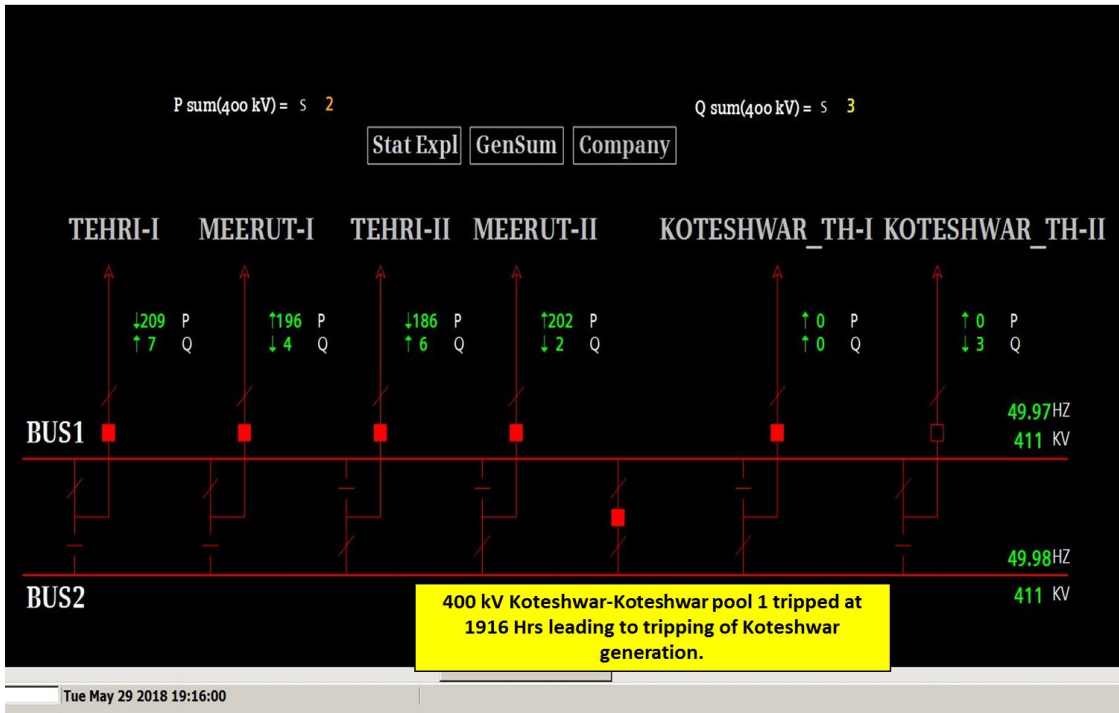 P sum(400 kV) = S 2 Q sum(400 kV) = S 3
Stat Expl GenSum Company
TEHRI-I MEERUT-I TEHRI-II MEERUT-II KOTESHWAR_TH-I KOTESHWAR_TH-II
↓209 P ↑196 P ↓186 P ↑202 P ↑ 0 P ↑ 0 P
↑ 7 Q ↓ 4 Q ↑ 6 Q ↓ 2 Q ↑ 0 Q ↓ 3 Q
49.97HZ
BUS1 411 KV
49.98HZ
BUS2 411 KV
400 kV Koteshwar-Koteshwar pool 1 tripped at
1916 Hrs leading to tripping of Koteshwar
generation.
Tue May 29 2018 19:16:00